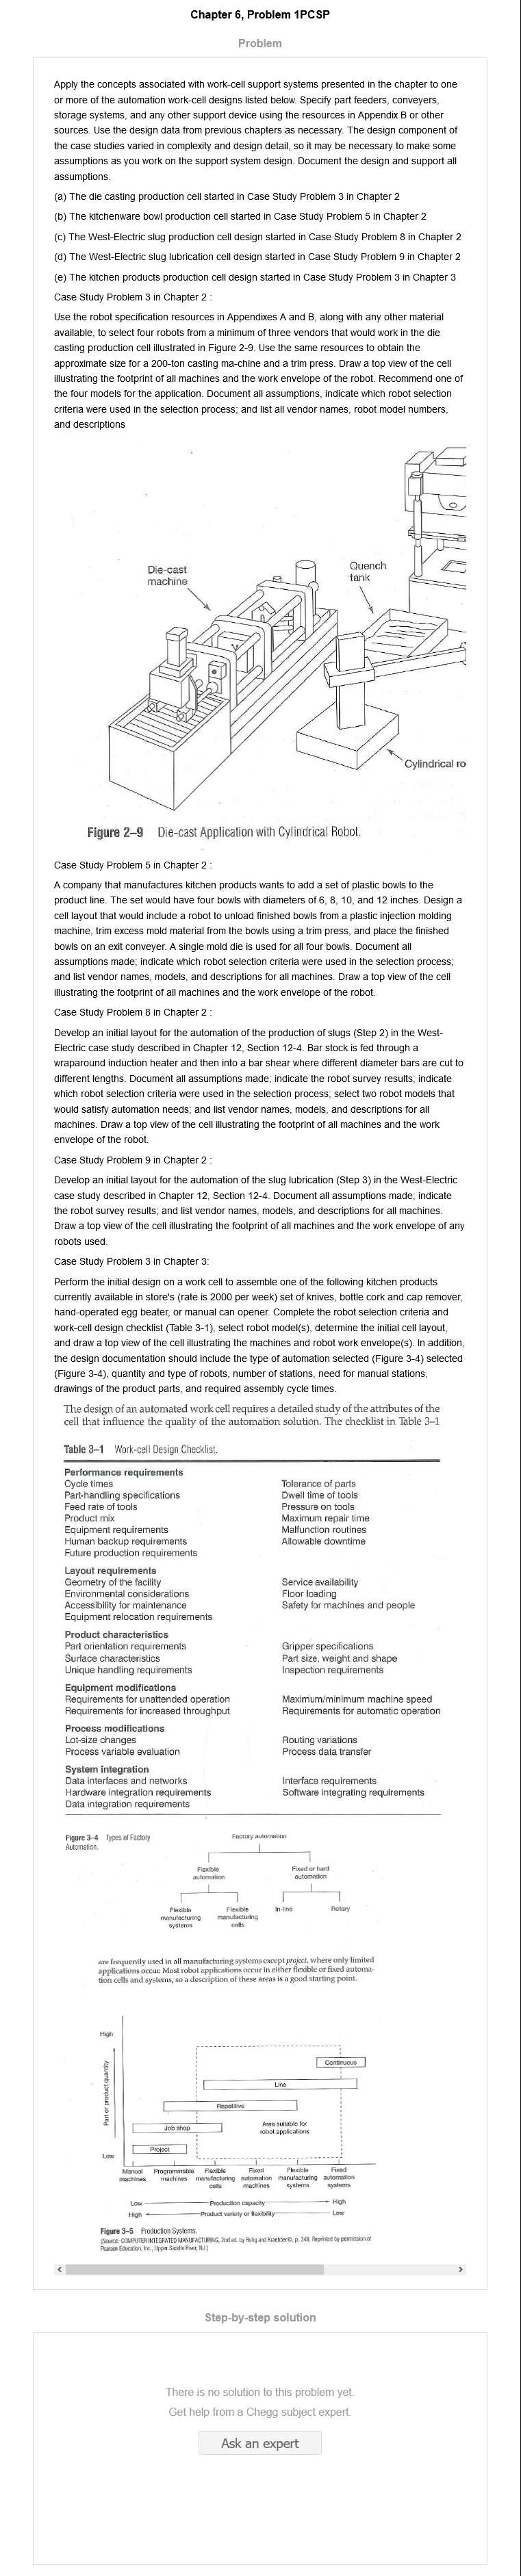 Chapter 6, Problem 1PCSP
Problem
Apply the concepts associated with work-cell support systems presented in the chapter to one
or more of the automation work-cell designs listed below. Specify part feeders, conveyers,
storage systems, and any other support device using the resources in Appendix B or other
sources. Use the design data from previous chapters as necessary. The design component of
the case studies varied in complexity and design detail, so it may be necessary to make some
assumptions as you work on the support system design. Document the design and support all
assumptions.
(a) The die casting production cell started in Case Study Problem 3 in Chapter 2
(b) The kitchenware bowl production cell started in Case Study Problem 5 in Chapter 2
(c) The West-Electric slug production cell design started in Case Study Problem 8 in Chapter 2
(d) The West-Electric slug lubrication cell design started in Case Study Problem 9 in Chapter 2
(e) The kitchen products production cell design started in Case Study Problem 3 in Chapter 3
Case Study Problem 3 in Chapter 2 :
Use the robot specification resources in Appendixes A and B, along with any other material
available, to select four robots from a minimum of three vendors that would work in the die
casting production cell illustrated in Figure 2-9. Use the same resources to obtain the
approximate size for a 200-ton casting ma-chine and a trim press. Draw a top view of the cell
illustrating the footprint of all machines and the work envelope of the robot. Recommend one of
the four models for the application. Document all assumptions, indicate which robot selection
criteria were used in the selection process; and list all vendor names, robot model numbers,
and descriptions
Die-cast
machine
Quench
tank
Cylindrical ro
Figure 2–9 Die-cast Application with Cylindrical Robot.
Case Study Problem 5 in Chapter 2 :
A company that manufactures kitchen products wants to add a set of plastic bowls to the
product line. The set would have four bowls with diameters of 6, 8, 10, and 12 inches. Design a
cell layout that would include a robot to unload finished bowls from a plastic injection molding
machine, trim excess mold material from the bowls using a trim press, and place the finished
bowls on an exit conveyer. A single mold die is used for all four bowls. Document all
assumptions made; indicate which robot selection criteria were used in the selection process;
and list vendor names, models, and descriptions for all machines. Draw a top view of the cell
illustrating the footprint of all machines and the work envelope of the robot.
Case Study Problem 8 in Chapter 2 :
Develop an initial layout for the automation of the production of slugs (Step 2) in the West-
Electric case study described in Chapter 12, Section 12-4. Bar stock is fed through a
wraparound induction heater and then into a bar shear where different diameter bars are cut to
different lengths. Document all assumptions made; indicate the robot survey results; indicate
which robot selection criteria were used in the selection process; select two robot models that
would satisfy automation needs; and list vendor names, models, and descriptions for all
machines. Draw a top view of the cell illustrating the footprint of all machines and the work
envelope of the robot.
Case Study Problem 9 in Chapter 2 :
Develop an initial layout for the automation of the slug lubrication (Step 3) in the West-Electric
case study described in Chapter 12, Section 12-4. Document all assumptions made; indicate
the robot survey results; and list vendor names, models, and descriptions for all machines.
Draw a top view of the cell illustrating the footprint of all machines and the work envelope of any
robots used.
Case Study Problem 3 in Chapter 3:
Perform the initial design on a work cell to assemble one of the following kitchen products
currently available in store's (rate is 2000 per week) set of knives, bottle cork and cap remover,
hand-operated egg beater, or manual can opener. Complete the robot selection criteria and
work-cell design checklist (Table 3-1), select robot model(s), determine the initial cell layout,
and draw a top view of the cell illustrating the machines and robot work envelope(s). In addition,
the design documentation should include the type of automation selected (Figure 3-4) selected
(Figure 3-4), quantity and type of robots, number of stations, need for manual stations,
drawings of the product parts, and required assembly cycle times.
The design of an automated work cell requires a detailed study of the attributes of the
cell that influence the quality of the automation solution. The checklist in Table 3–1
Table 3–1 Work-cell Design Checklist.
Performance requirements
Cycle times Tolerance of parts
Part-handling specifications Dwell time of tools
Feed rate of tools Pressure on tools
Product mix Maximum repair time
Equipment requirements Malfunction routines
Human backup requirements Allowable downtime
Future production requirements
Layout requirements
Geometry of the facility Service availability
Environmental considerations Floor loading
Accessibility for maintenance Safety for machines and people
Equipment relocation requirements
Product characteristics
Part orientation requirements Gripper specifications
Surface characteristics Part size, weight and shape
Unique handling requirements Inspection requirements
Equipment modifications
Requirements for unattended operation Maximum/minimum machine speed
Requirements for increased throughput Requirements for automatic operation
Process modifications
Lot-size changes Routing variations
Process variable evaluation Process data transfer
System integration
Data interfaces and networks Interface requirements
Hardware integration requirements Software integrating requirements
Data integration requirements
Figure 3–4 Types of Factory
Automation.
Factory automation
Flexible
automation
Fixed or hard
automation
Flexible
manufacturing
systems
Flexible
manufacturing
cells
In-line
Rotary
are frequently used in all manufacturing systems except project, where only limited
applications occur. Most robot applications occur in either flexible or fixed automa-
tion cells and systems, so a description of these areas is a good starting point.
High
Part or product quantity
Low
Continuous
Line
Repetitive
Job shop
Area suitable for
robot applications
Project
Manual
machines
Programmable
machines
Flexible
manufacturing
cells
Fixed
automation
machines
Flexible
manufacturing
systems
Fixed
automation
systems
Low Production capacity High
High Product variety or flexibility Low
Figure 3–5 Production Systems.
(Source: COMPUTER INTEGRATED MANUFACTURING, 2nd ed. by Rehg and Kraebber©, p. 348. Reprinted by permission of
Pearson Education, Inc., Upper Saddle River, NJ.)
Step-by-step solution
There is no solution to this problem yet.
Get help from a Chegg subject expert.
Ask an expert